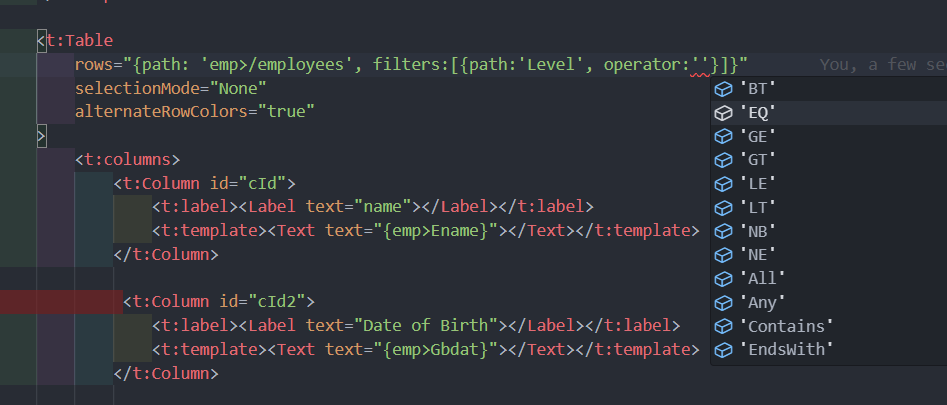 <t:Table
rows="{path: 'emp>/employees', filters:[{path:'Level', operator:''}]}"
You, a few sec
selectionMode="None"
alternateRowColors="true"
>
<t:columns>
<t:Column id="cId">
<t:label><Label text="name"></Label></t:label>
<t:template><Text text="{emp>Ename}"></Text></t:template>
</t:Column>
<t:Column id="cId2">
<t:label><Label text="Date of Birth"></Label></t:label>
<t:template><Text text="{emp>Gbdat}"></Text></t:template>
</t:Column>
'BT'
'EQ'
'GE'
'GT'
'LE'
'LT'
'NB'
'NE'
'All'
'Any'
'Contains'
'EndsWith'